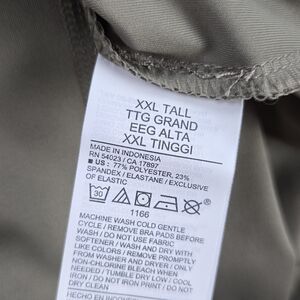 XXL TALL
TTG GRAND
EEG ALTA
XXL TINGGI
MADE IN INDONESIA
RN 54023 / CA 17897
■ US : 77% POLYESTER, 23%
SPANDEX / ELASTANE / EXCLUSIVE
OF ELASTIC
30
1166
MACHINE WASH COLD GENTLE
CYCLE / REMOVE BRA PADS BEFORE
WASH / DO NOT USE FABRIC
SOFTENER / WASH AND DRY WITH
LIKE COLORS / REMOVE PROMPTLY
FROM WASHER AND DRYER / ONLY
NON-CHLORINE BLEACH WHEN
NEEDED / TUMBLE DRY LOW / COOL
IRON / DO NOT IRON PRINT / DO NOT
DRY CLEAN
HECHO EN INDONESIA